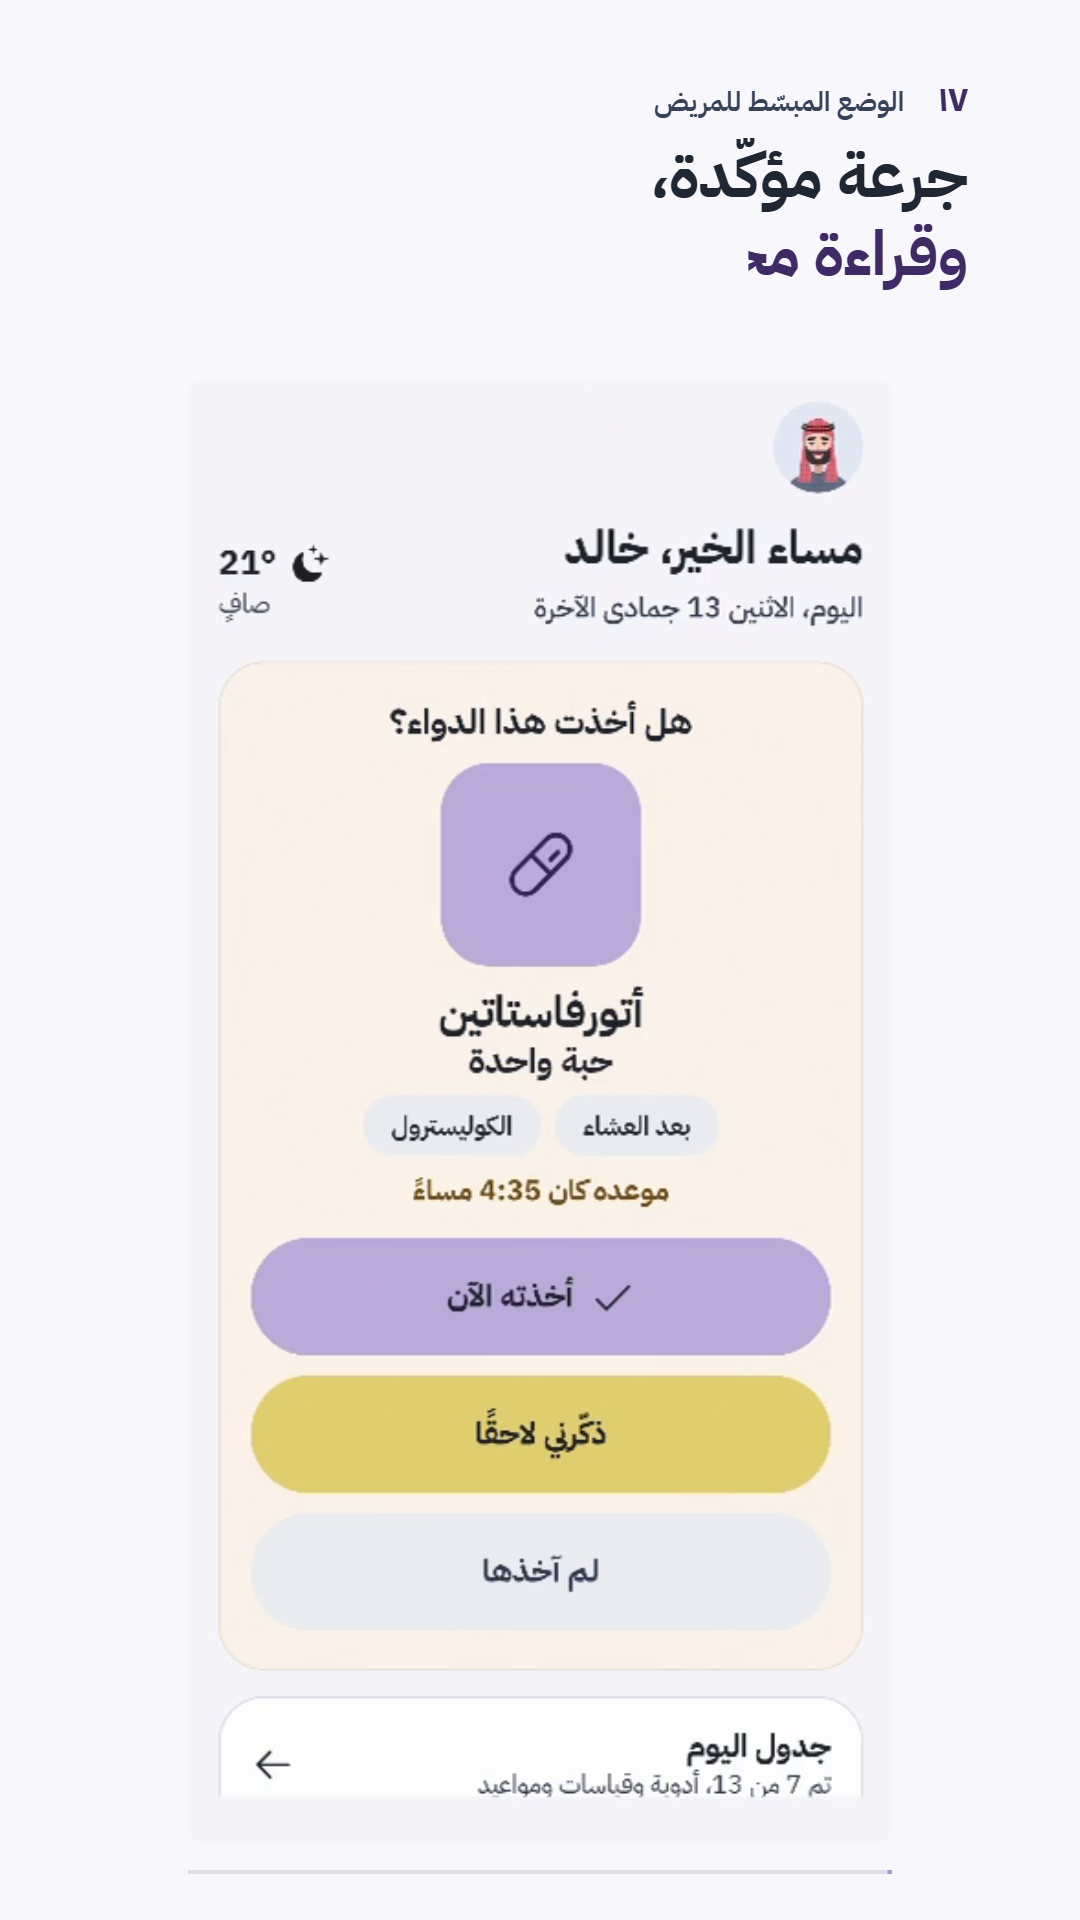 ١٧ الوضع المبسّط للمريض
جرعة مؤكّدة،
وقراءة
مساء الخير، خالد
21°
اليوم، الاثنين 13 جمادى الآخرة
صافٍ
هل أخذت هذا الدواء؟
أتورفاستاتين
حبة واحدة
بعد العشاء
الكوليسترول
موعده كان 4:35 مساءً
أخذته الآن
ذكّرني لاحقًا
لم آخذها
جدول اليوم
تم 7 من 13، أدوية وقياسات ومواعيد